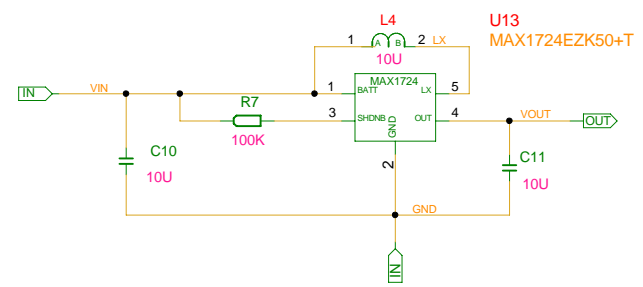 L4
U13
MAX1724EZK50+T
1 A B 2 LX
10U
MAX1724
IN VIN
1 BATT LX 5
R7
3 SHDNB GND OUT 4 VOUT OUT
100K
C10
10U
2
C11
10U
GND
IN